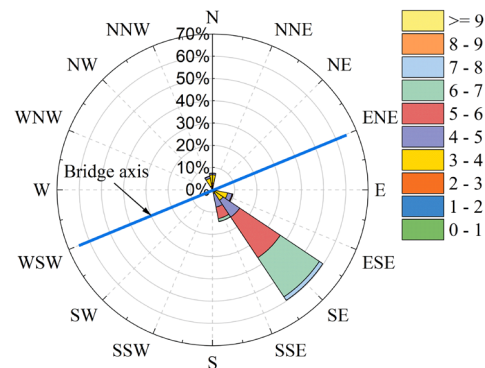 N
NNE
NE
ENE
E
ESE
SE
SSE
S
SSW
SW
WSW
W
WNW
NW
NNW
70%
60%
50%
40%
30%
20%
10%
0%
Bridge axis
>= 9
8 - 9
7 - 8
6 - 7
5 - 6
4 - 5
3 - 4
2 - 3
1 - 2
0 - 1